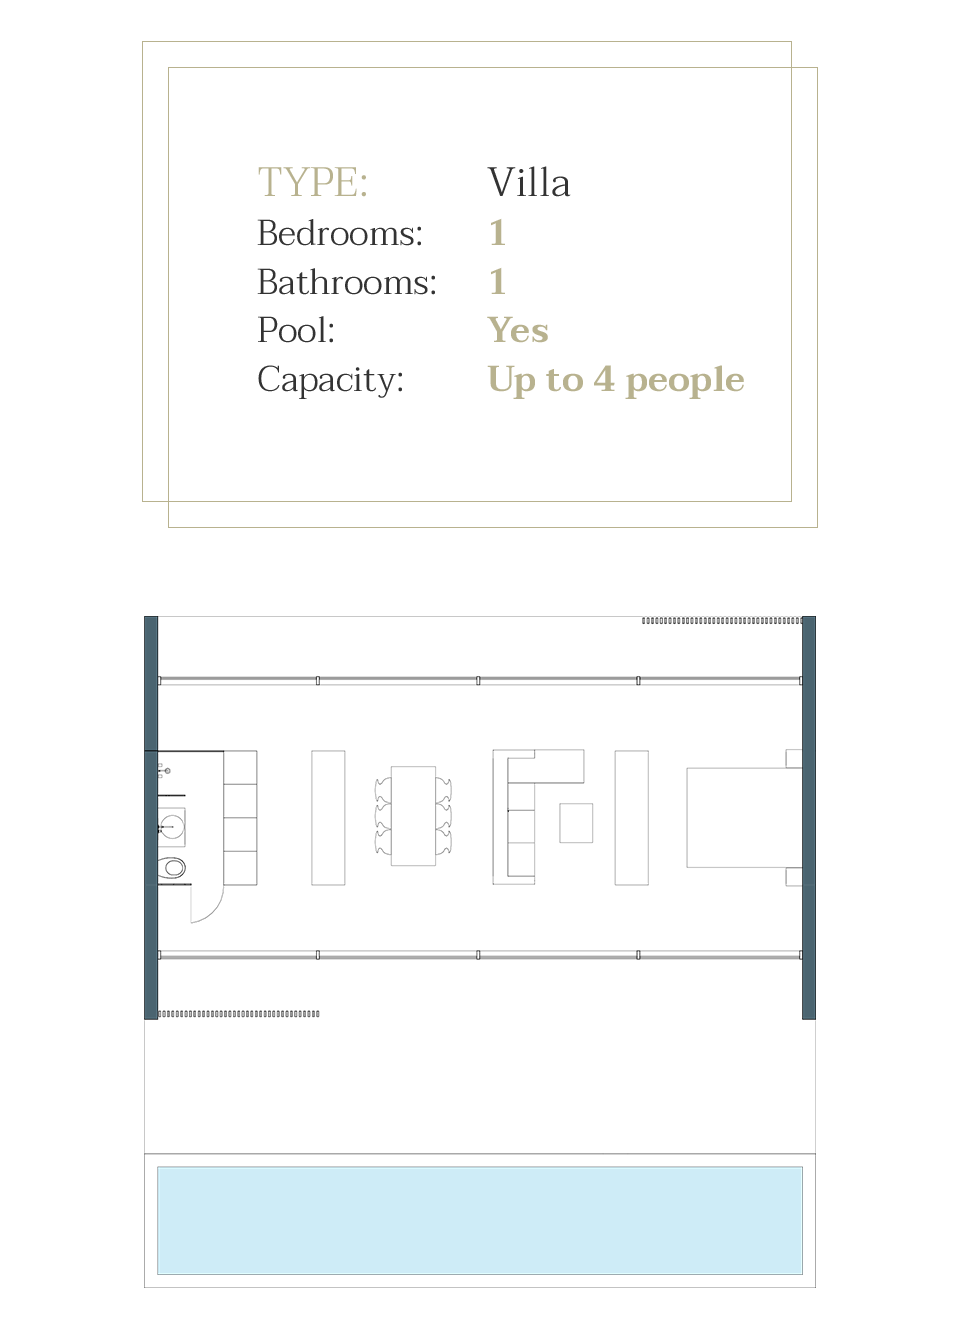 TYPE: Villa
Bedrooms: 1
Bathrooms: 1
Pool: Yes
Capacity: Up to 4 people